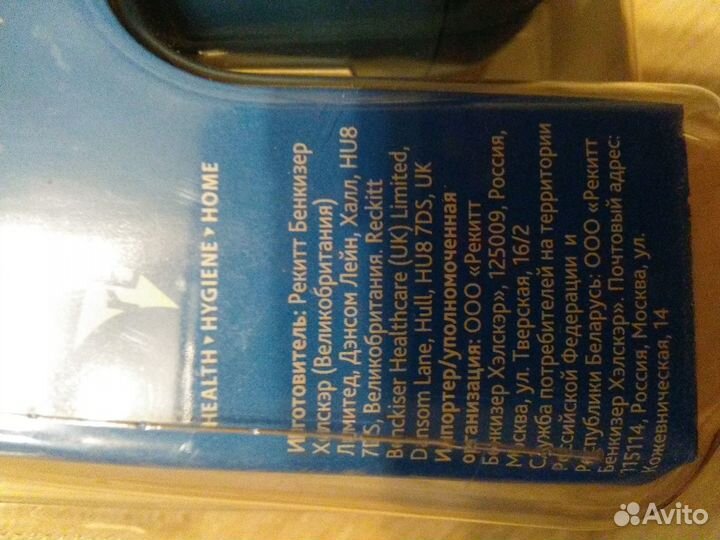 HEALTH • HYGIENE • HOME
Изготовитель: Рекитт Бенкизер
Хэлскэр (Великобритания)
Лимитед, Дэнсом Лейн, Халл, HU8
7DS, Великобритания. Reckitt
Benckiser Healthcare (UK) Limited,
Dansom Lane, Hull, HU8 7DS, UK
Импортер/уполномоченная
организация: ООО «Рекитт
Бенкизер Хэлскэр», 125009, Россия,
Москва, ул. Тверская, 16/2
Служба потребителей на территории
Российской Федерации и
Республики Беларусь: ООО «Рекитт
Бенкизер Хэлскэр». Почтовый адрес:
115114, Россия, Москва, ул.
Кожевническая, 14
Avito